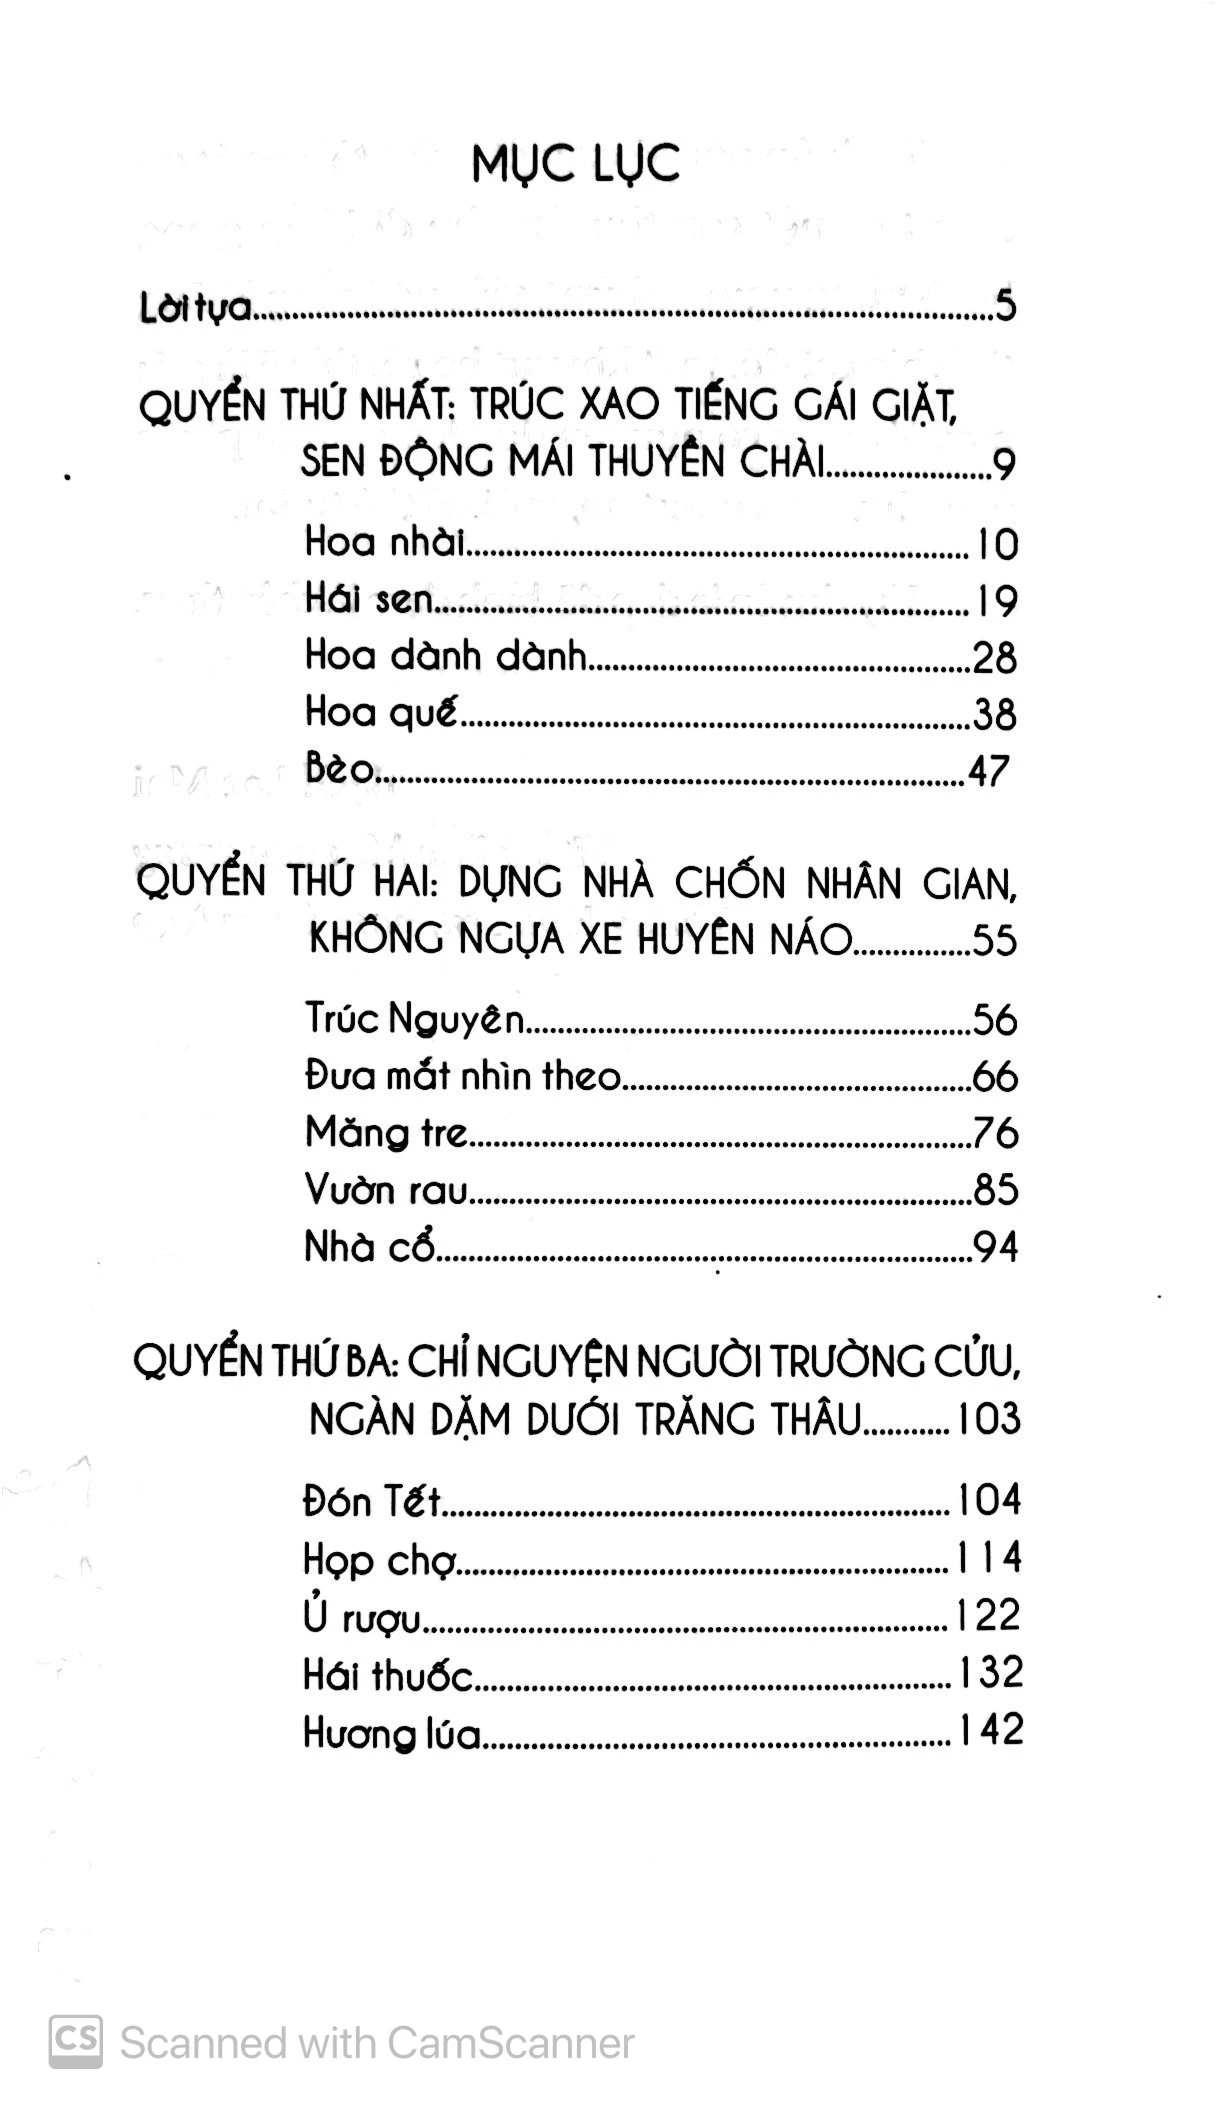 MỤC LỤC
Lời tựa....................................................5
QUYỂN THỨ NHẤT: TRÚC XAO TIẾNG GÁI GIẶT,
SEN ĐỘNG MÁI THUYỀN CHÀI.....................9
Hoa nhài....................................................10
Hái sen....................................................19
Hoa dành dành....................................................28
Hoa quế....................................................38
Bèo....................................................47
QUYỂN THỨ HAI: DỰNG NHÀ CHỐN NHÂN GIAN,
KHÔNG NGỰA XE HUYÊN NÁO...............55
Trúc Nguyên....................................................56
Đưa mắt nhìn theo............................................66
Măng tre....................................................76
Vườn rau....................................................85
Nhà cổ....................................................94
QUYỂN THỨ BA: CHỈ NGUYỆN NGƯỜI TRƯỜNG CỬU,
NGÀN DẶM DƯỚI TRĂNG THÂU...........103
Đón Tết....................................................104
Họp chợ....................................................114
Ủ rượu....................................................122
Hái thuốc....................................................132
Hương lúa....................................................142
CS Scanned with CamScanner